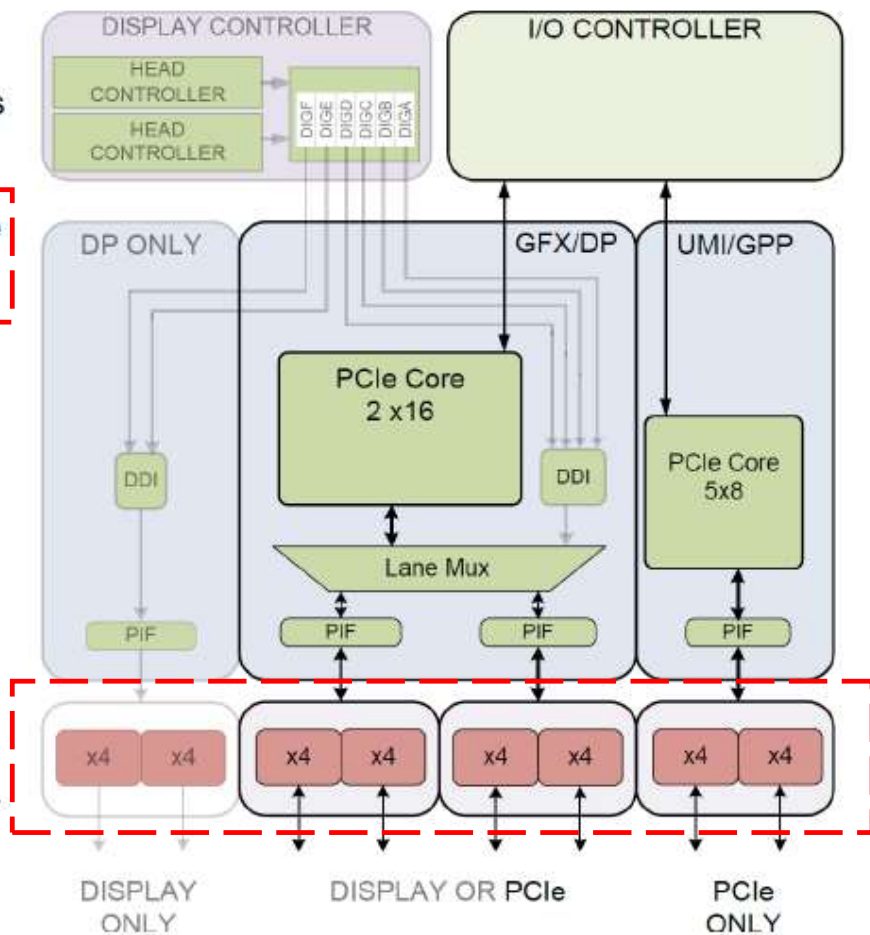 DISPLAY CONTROLLER
I/O CONTROLLER
HEAD
CONTROLLER
HEAD
CONTROLLER
DIGF
DIGE
DIGD
DIGC
DIGB
DIGA
s
e
DP ONLY
GFX/DP
UMI/GPP
PCIe Core
2 x16
PCIe Core
5x8
DDI
DDI
Lane Mux
PIF
PIF
PIF
PIF
x4
x4
x4
x4
x4
x4
x4
x4
DISPLAY
ONLY
DISPLAY OR PCIe
PCIe
ONLY